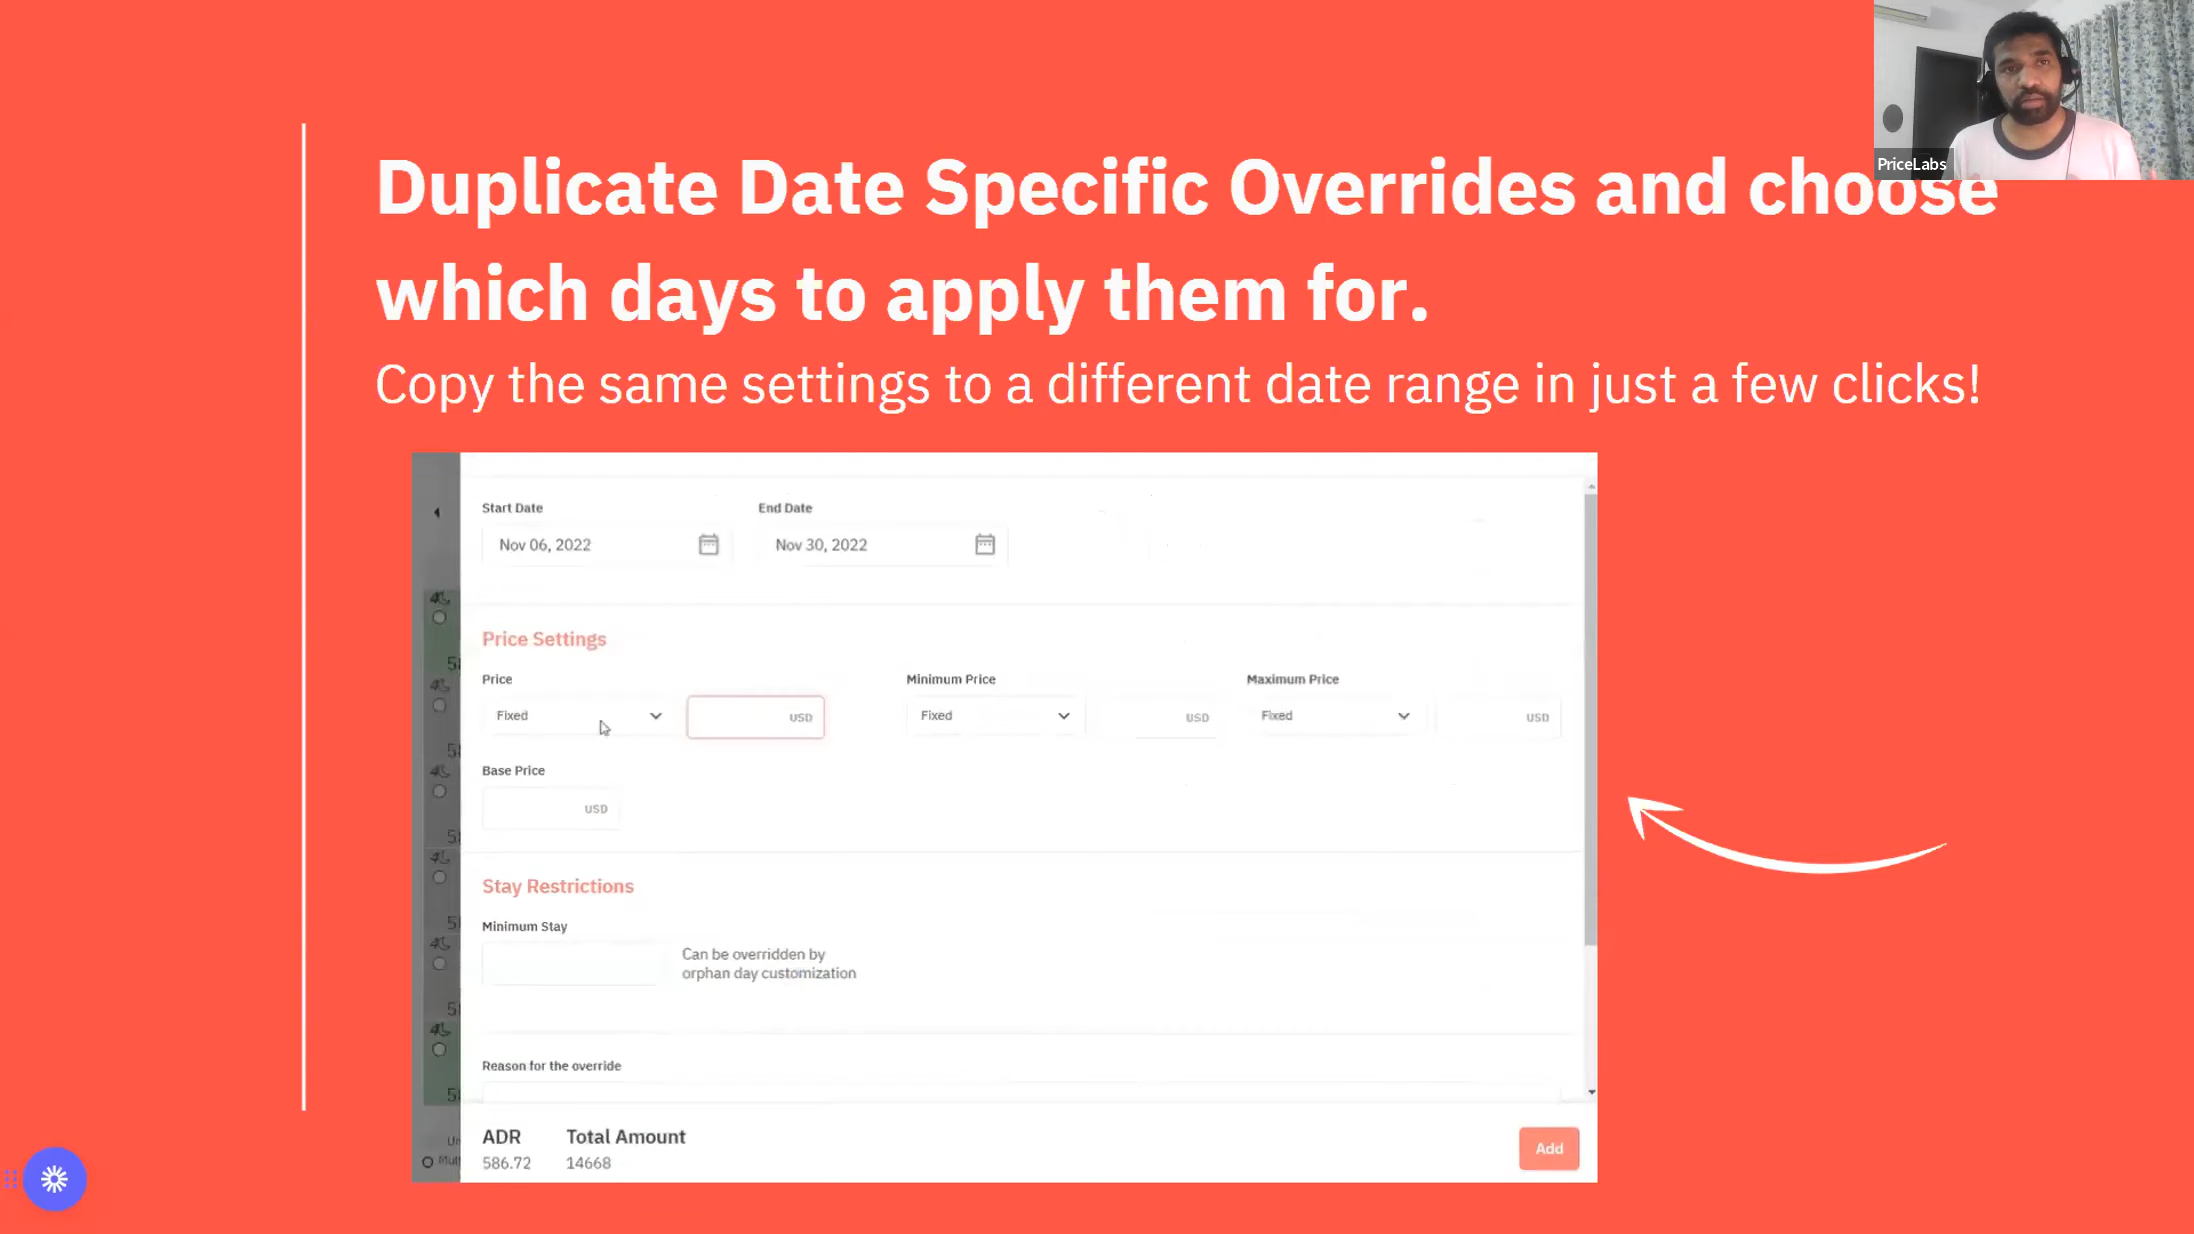 PriceLabs
Duplicate Date Specific Overrides and choose
which days to apply them for.
Copy the same settings to a different date range in just a few clicks!
Start Date End Date
Nov 06, 2022 Nov 30, 2022
Price Settings
Price Minimum Price Maximum Price
Fixed USD Fixed USD Fixed USD
Base Price
USD
Stay Restrictions
Minimum Stay
Can be overridden by
orphan day customization
Reason for the override
ADR Total Amount
586.72 14668
Add